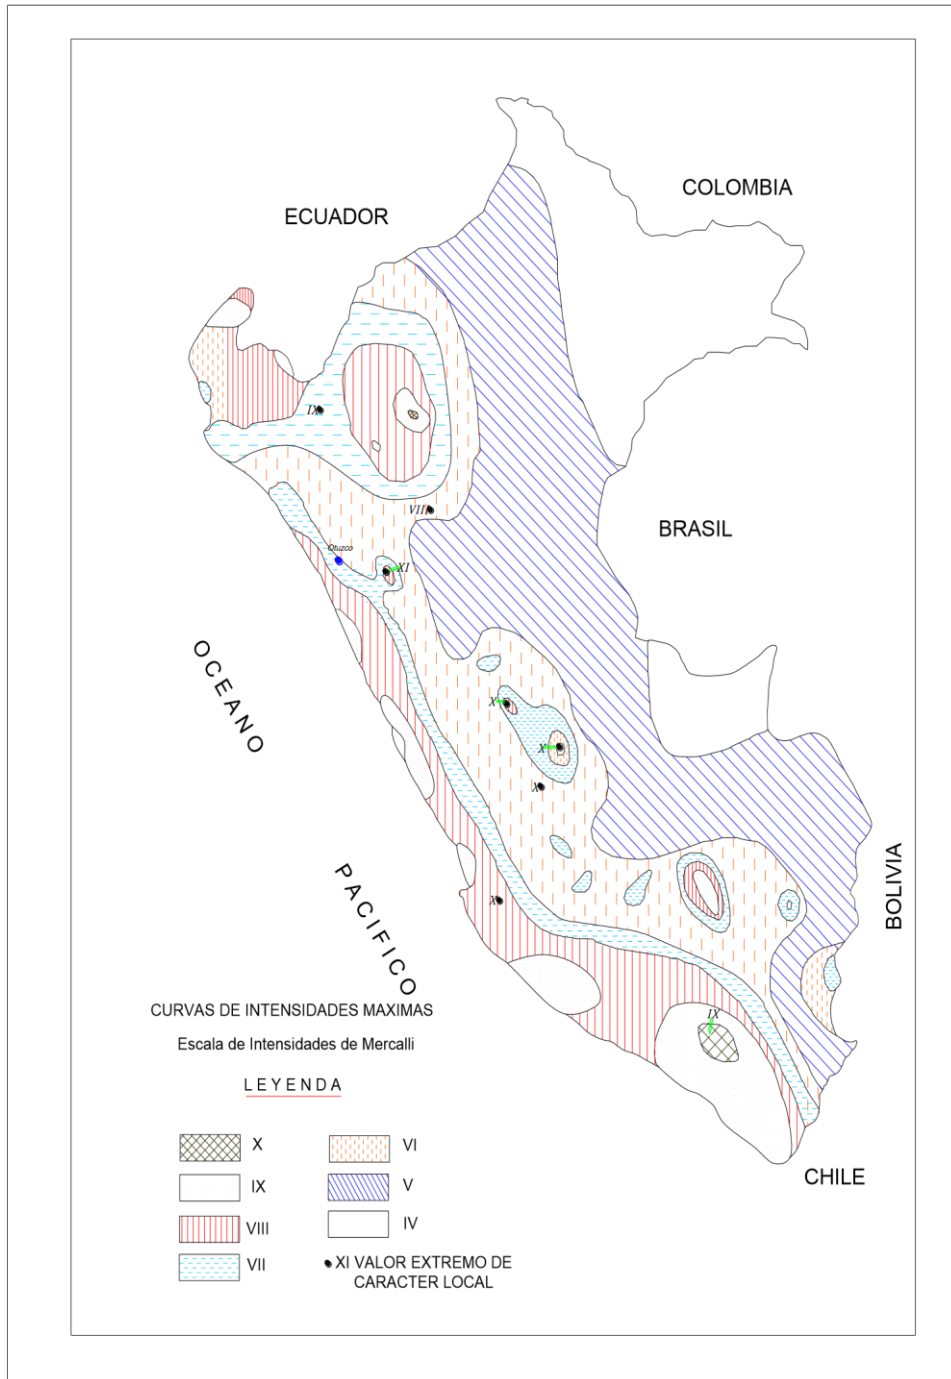 COLOMBIA
ECUADOR
IX
VIII
BRASIL
Otuzco
XI
OCEANO
X
X
X
PACIFICO
X
BOLIVIA
CURVAS DE INTENSIDADES MAXIMAS
IX
Escala de Intensidades de Mercalli
LEYENDA
X
IX
VIII
VII
VI
V
IV
XI VALOR EXTREMO DE
CARACTER LOCAL
CHILE